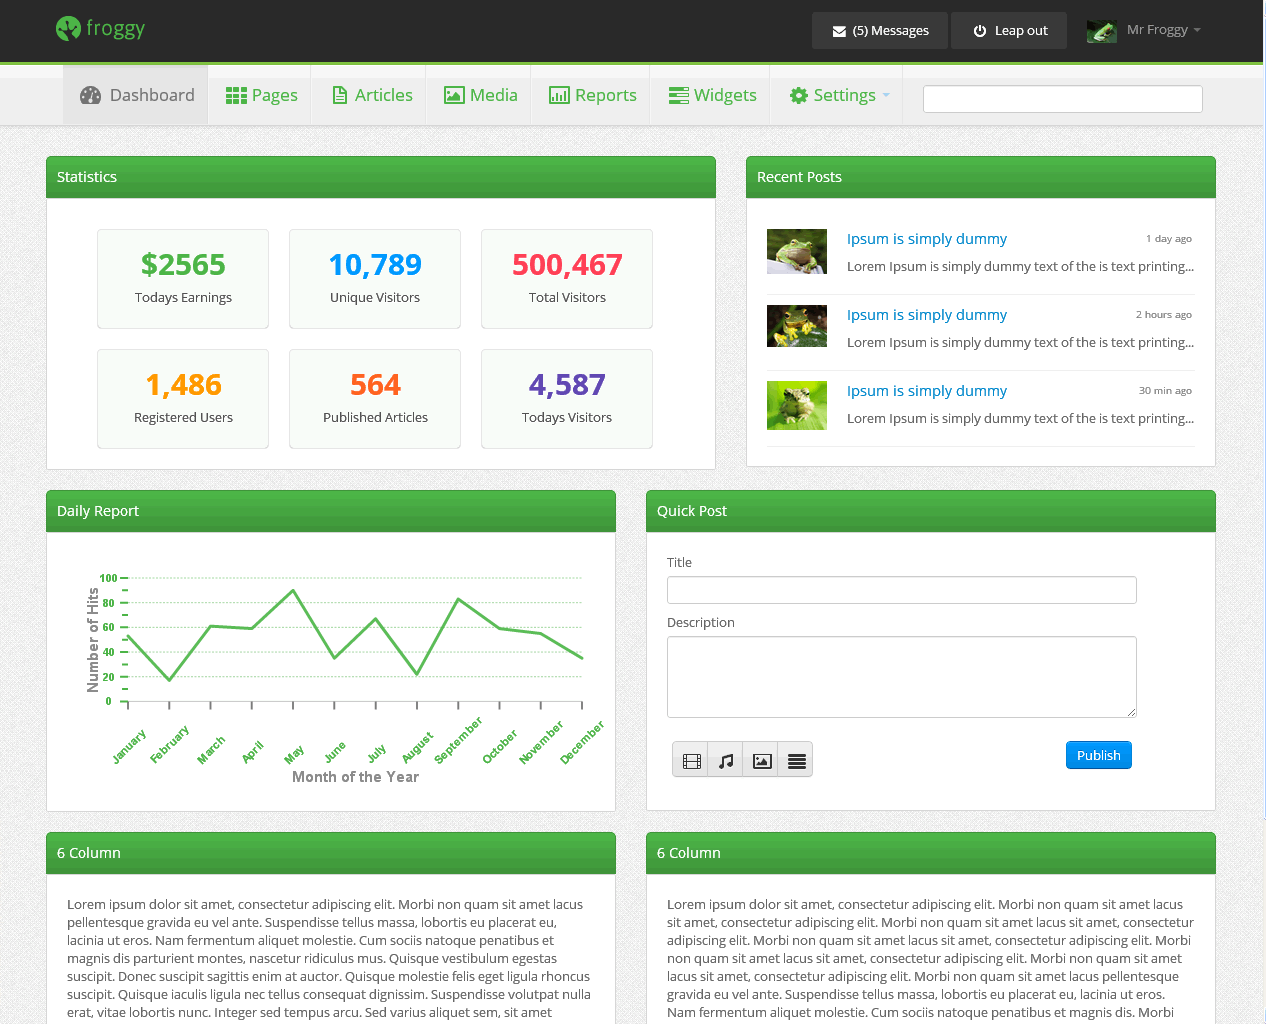 froggy
(5) Messages
Leap out
Mr Froggy
Dashboard
Pages
Articles
Media
Reports
Widgets
Settings
Statistics
$2565
Todays Earnings
10,789
Unique Visitors
500,467
Total Visitors
1,486
Registered Users
564
Published Articles
4,587
Todays Visitors
Recent Posts
Ipsum is simply dummy
1 day ago
Lorem Ipsum is simply dummy text of the is text printing...
Ipsum is simply dummy
2 hours ago
Lorem Ipsum is simply dummy text of the is text printing...
Ipsum is simply dummy
30 min ago
Lorem Ipsum is simply dummy text of the is text printing...
Daily Report
Number of Hits
100
80
60
40
20
0
January
February
March
April
May
June
July
August
September
October
November
December
Month of the Year
Quick Post
Title
Description
Publish
6 Column
Lorem ipsum dolor sit amet, consectetur adipiscing elit. Morbi non quam sit amet lacus
pellentesque gravida eu vel ante. Suspendisse tellus massa, lobortis eu placerat eu,
lacinia ut eros. Nam fermentum aliquet molestie. Cum sociis natoque penatibus et
magnis dis parturient montes, nascetur ridiculus mus. Quisque vestibulum egestas
suscipit. Donec suscipit sagittis enim at auctor. Quisque molestie felis eget ligula rhoncus
suscipit. Quisque iaculis ligula nec tellus consequat dignissim. Suspendisse volutpat nulla
erat, vitae lobortis nunc. Integer sed tempus arcu. Sed varius aliquet sem, sit amet
6 Column
Lorem ipsum dolor sit amet, consectetur adipiscing elit. Morbi non quam sit amet lacus
sit amet, consectetur adipiscing elit. Morbi non quam sit amet lacus sit amet, consectetur
adipiscing elit. Morbi non quam sit amet lacus sit amet, consectetur adipiscing elit. Morbi
non quam sit amet lacus sit amet, consectetur adipiscing elit. Morbi non quam sit amet
lacus sit amet, consectetur adipiscing elit. Morbi non quam sit amet lacus pellentesque
gravida eu vel ante. Suspendisse tellus massa, lobortis eu placerat eu, lacinia ut eros.
Nam fermentum aliquet molestie. Cum sociis natoque penatibus et magnis dis. Morbi